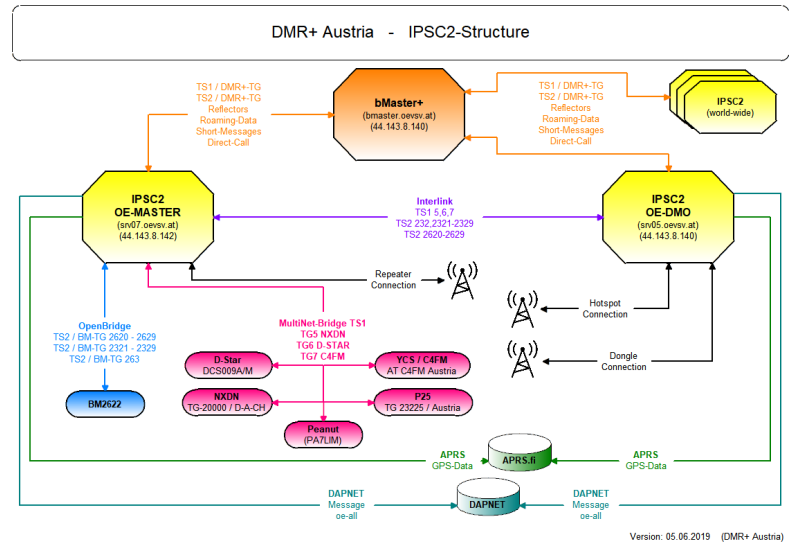 DMR+ Austria - IPSC2-Structure
TS1 / DMR+-TG
TS2 / DMR+-TG
Reflectors
Roaming-Data
Short-Messages
Direct-Call
bMaster+
(bmaster.oevsv.at)
(44.143.8.140)
TS1 / DMR+-TG
TS2 / DMR+-TG
Reflectors
Roaming-Data
Short-Messages
Direct-Call
IPSC2
(world-wide)
IPSC2
OE-MASTER
(srv07.oevsv.at)
(44.143.8.142)
Interlink
TS1 5,6,7
TS2 232,2321-2329
TS2 2620-2629
IPSC2
OE-DMO
(srv05.oevsv.at)
(44.143.8.140)
Repeater
Connection
Hotspot
Connection
Dongle
Connection
OpenBridge
TS2 / BM-TG 2620 - 2629
TS2 / BM-TG 2321 - 2329
TS2 / BM-TG 263
BM2622
MultiNet-Bridge TS1
TG5 NXDN
TG6 D-STAR
TG7 C4FM
D-Star
DCS009A/M
YCS / C4FM
AT C4FM Austria
NXDN
TG-20000 / D-A-CH
P25
TG 23225 / Austria
Peanut
(PA7LIM)
APRS
GPS-Data
APRS.fi
APRS
GPS-Data
DAPNET
Message
oe-all
DAPNET
DAPNET
Message
oe-all
Version: 05.06.2019 (DMR+ Austria)